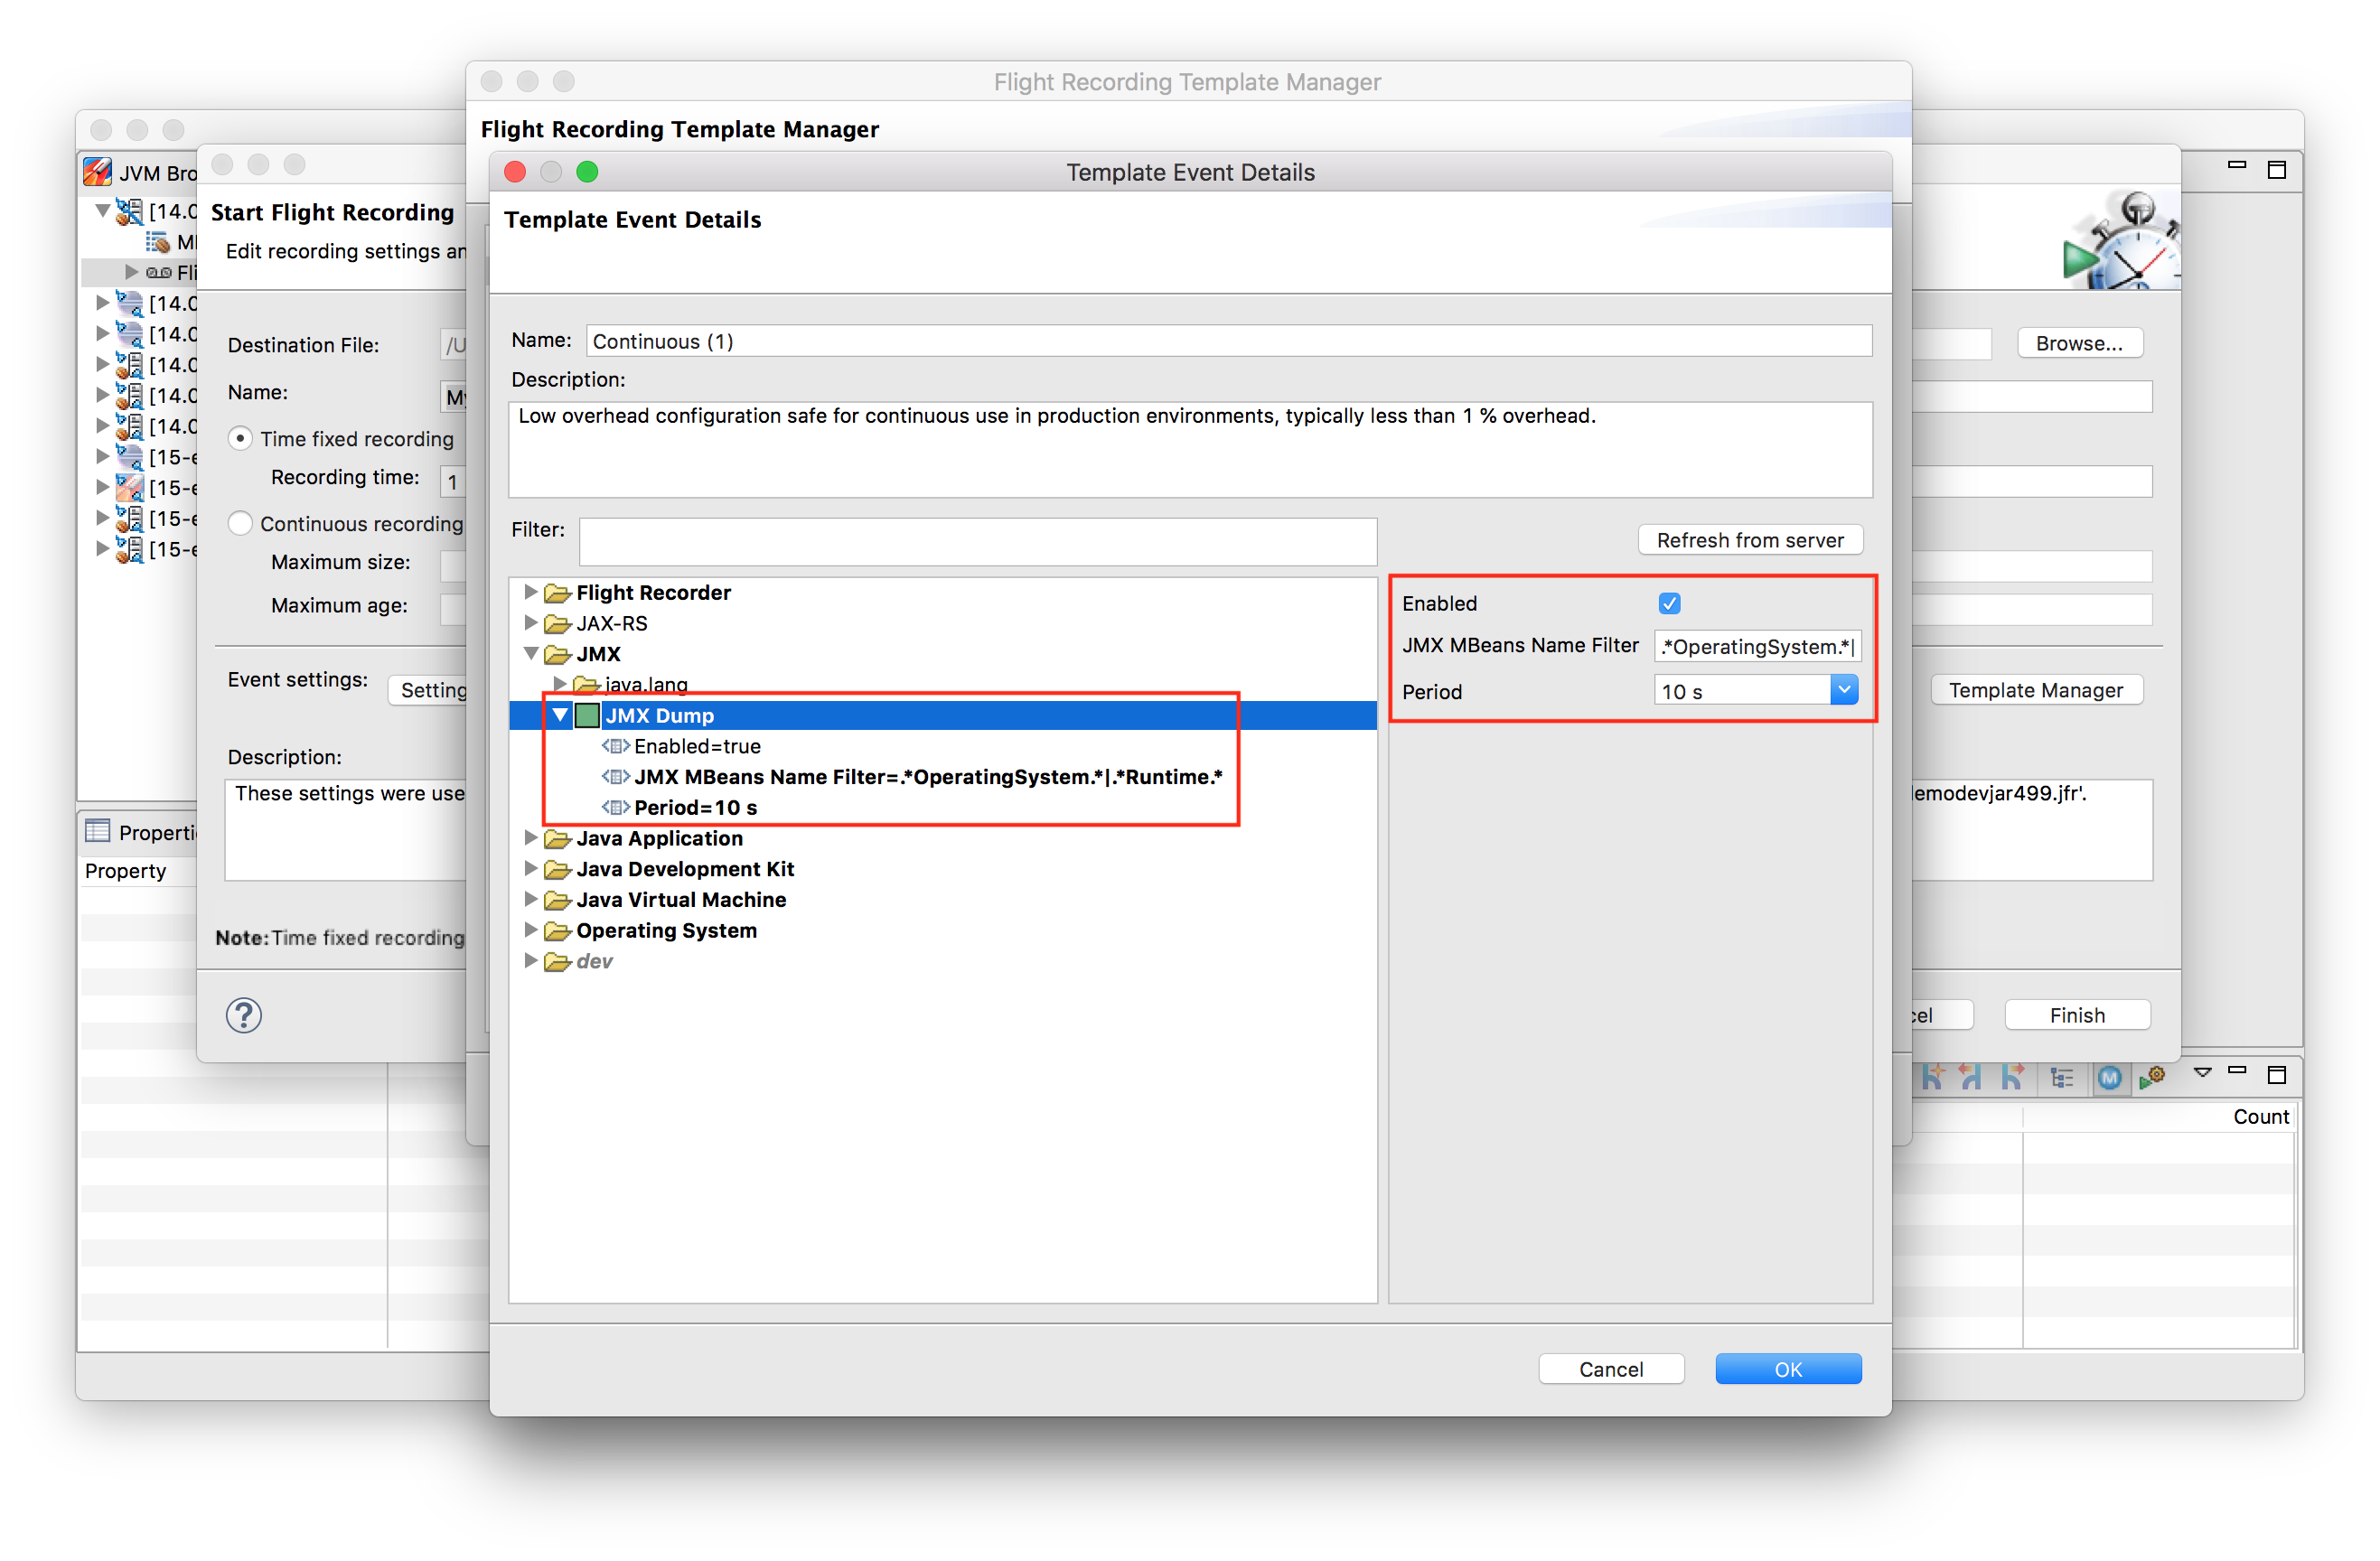 Flight Recording Template Manager
Flight Recording Template Manager
Template Event Details
Template Event Details
JVM Bro
[14.0
MI
Fli
[14.0
[14.0
[14.0
[14.0
[14.0
[15-e
[15-e
[15-e
[15-e
Start Flight Recording
Edit recording settings an
Destination File: /U
Browse...
Name: My
Time fixed recording
Recording time: 1
Continuous recording
Maximum size:
Maximum age:
Event settings: Setting
Template Manager
Description:
These settings were use
lemodevjar499.jfr'.
Note: Time fixed recording
?
cel
Finish
Name: Continuous (1)
Description:
Low overhead configuration safe for continuous use in production environments, typically less than 1 % overhead.
Filter:
Refresh from server
Flight Recorder
JAX-RS
JMX
java.lang
JMX Dump
Enabled=true
JMX MBeans Name Filter=.*OperatingSystem.*|.*Runtime.*
Period=10 s
Java Application
Java Development Kit
Java Virtual Machine
Operating System
dev
Enabled
JMX MBeans Name Filter .*OperatingSystem.*|
Period 10 s
Cancel
OK
Properti
Property
M
Count